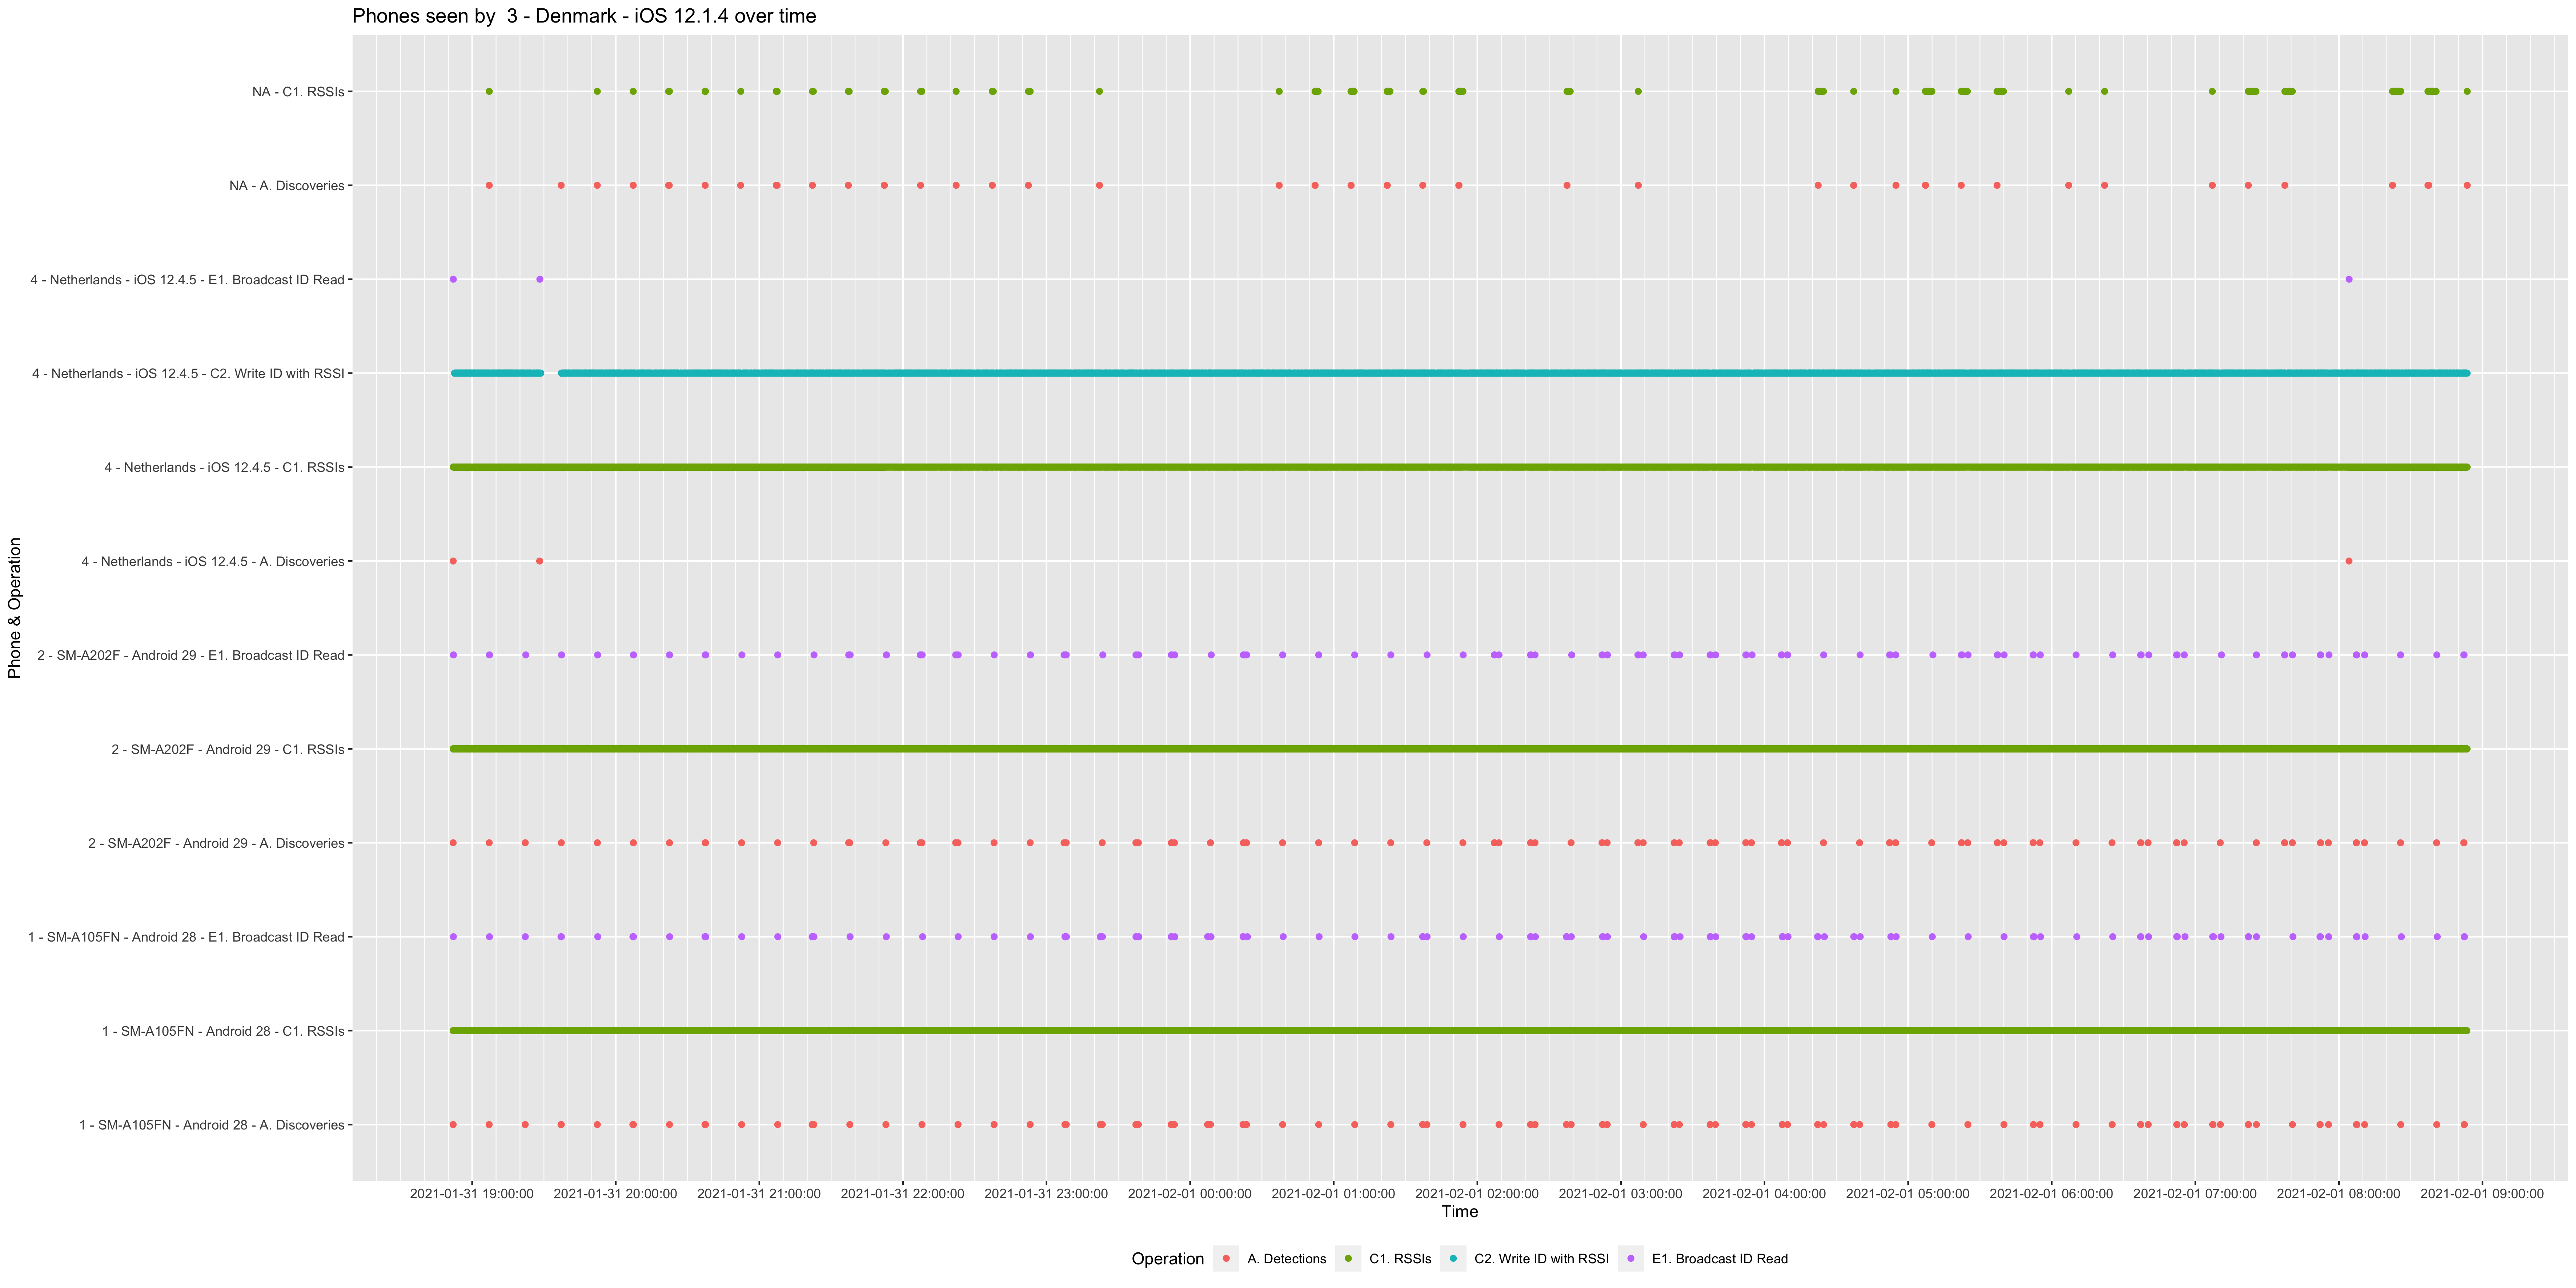 Phones seen by  3 - Denmark - iOS 12.1.4 over time
Phone & Operation
NA - C1. RSSIs
NA - A. Discoveries
4 - Netherlands - iOS 12.4.5 - E1. Broadcast ID Read
4 - Netherlands - iOS 12.4.5 - C2. Write ID with RSSI
4 - Netherlands - iOS 12.4.5 - C1. RSSIs
4 - Netherlands - iOS 12.4.5 - A. Discoveries
2 - SM-A202F - Android 29 - E1. Broadcast ID Read
2 - SM-A202F - Android 29 - C1. RSSIs
2 - SM-A202F - Android 29 - A. Discoveries
1 - SM-A105FN - Android 28 - E1. Broadcast ID Read
1 - SM-A105FN - Android 28 - C1. RSSIs
1 - SM-A105FN - Android 28 - A. Discoveries
2021-01-31 19:00:00 2021-01-31 20:00:00 2021-01-31 21:00:00 2021-01-31 22:00:00 2021-01-31 23:00:00 2021-02-01 00:00:00 2021-02-01 01:00:00 2021-02-01 02:00:00 2021-02-01 03:00:00 2021-02-01 04:00:00 2021-02-01 05:00:00 2021-02-01 06:00:00 2021-02-01 07:00:00 2021-02-01 08:00:00 2021-02-01 09:00:00
Time
Operation A. Detections C1. RSSIs C2. Write ID with RSSI E1. Broadcast ID Read